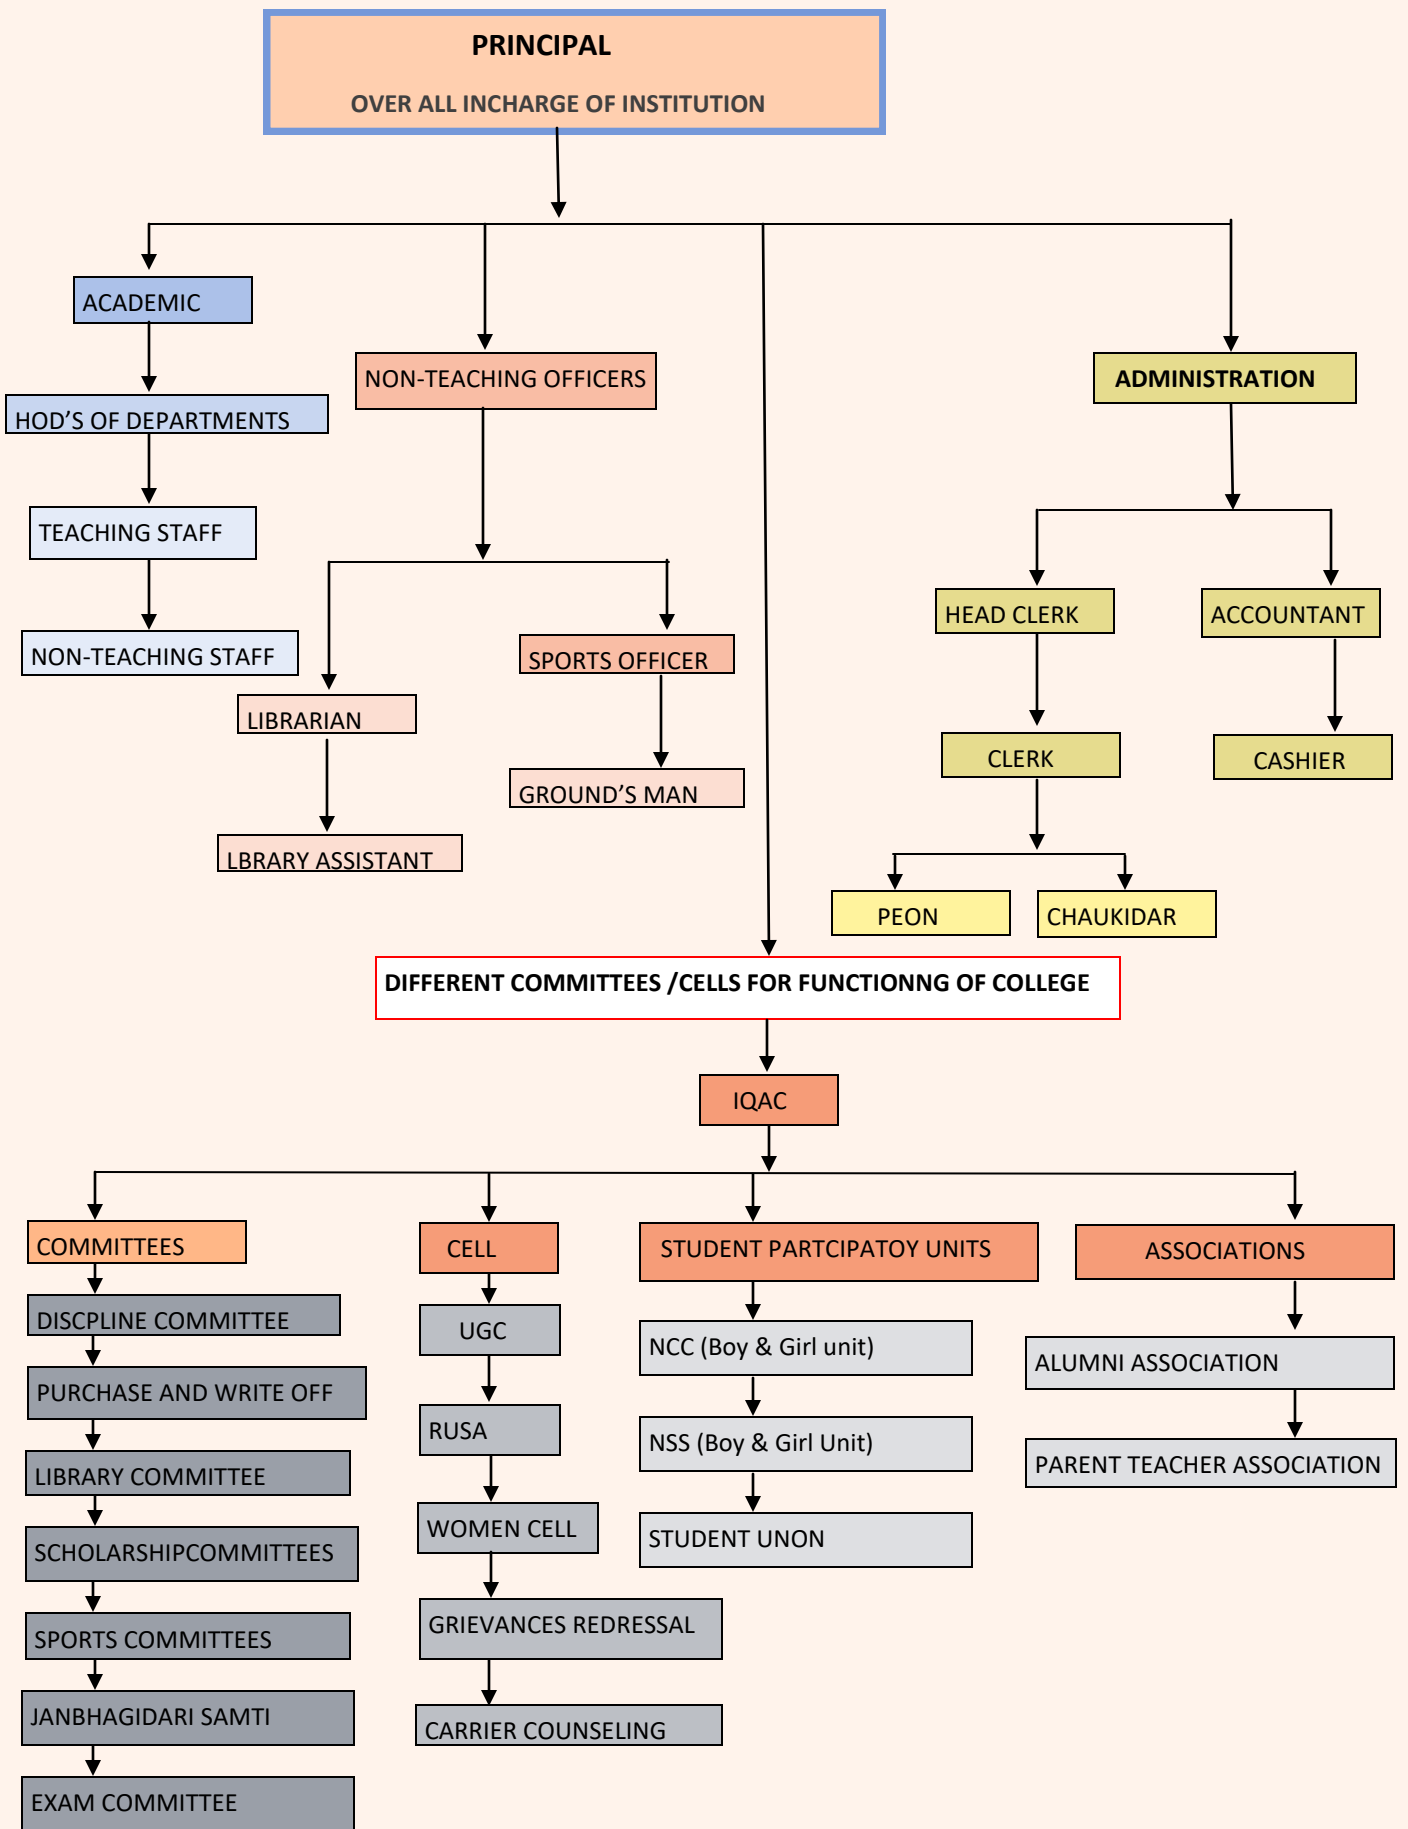 PRINCIPAL
OVER ALL INCHARGE OF INSTITUTION
ACADEMIC
NON-TEACHING OFFICERS
ADMINISTRATION
HOD'S OF DEPARTMENTS
TEACHING STAFF
NON-TEACHING STAFF
SPORTS OFFICER
LIBRARIAN
GROUND'S MAN
LBRARY ASSISTANT
HEAD CLERK
ACCOUNTANT
CLERK
CASHIER
PEON
CHAUKIDAR
DIFFERENT COMMITTEES /CELLS FOR FUNCTIONNG OF COLLEGE
IQAC
COMMITTEES
DISCPLINE COMMITTEE
PURCHASE AND WRITE OFF
LIBRARY COMMITTEE
SCHOLARSHIPCOMMITTEES
SPORTS COMMITTEES
JANBHAGIDARI SAMTI
EXAM COMMITTEE
CELL
UGC
RUSA
WOMEN CELL
GRIEVANCES REDRESSAL
CARRIER COUNSELING
STUDENT PARTCIPATOY UNITS
NCC (Boy & Girl unit)
NSS (Boy & Girl Unit)
STUDENT UNON
ASSOCIATIONS
ALUMNI ASSOCIATION
PARENT TEACHER ASSOCIATION